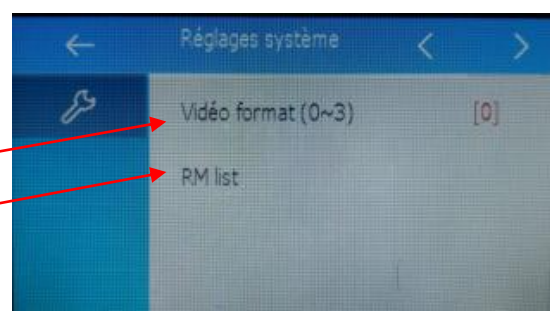 Réglages système
Vidéo format (0~3) [0]
RM list